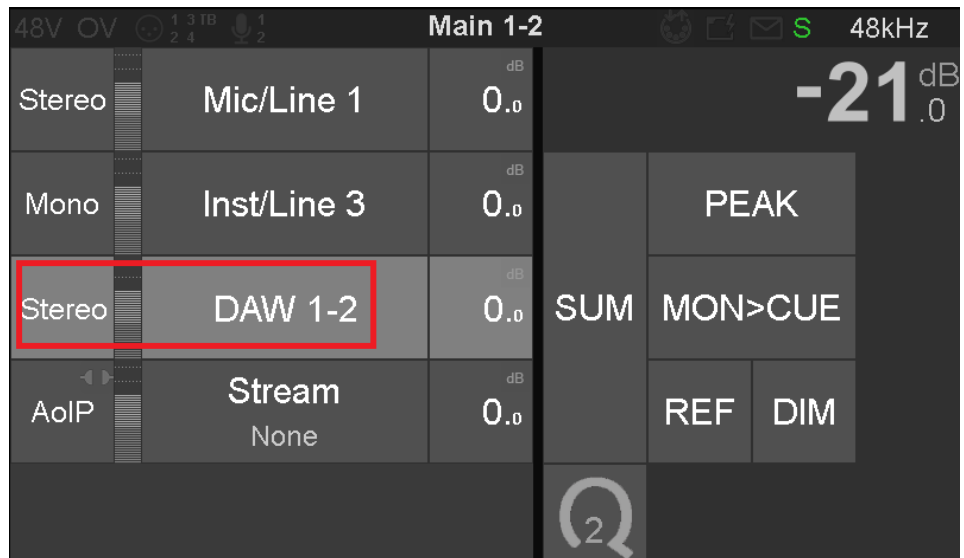 48V OV 1 3 TB 2 4 1 2 Main 1-2 S 48kHz
Stereo Mic/Line 1 dB 0.0
-21.0 dB
Mono Inst/Line 3 dB 0.0
PEAK
Stereo DAW 1-2 dB 0.0
SUM MON>CUE
AoIP Stream None dB 0.0
REF DIM
2